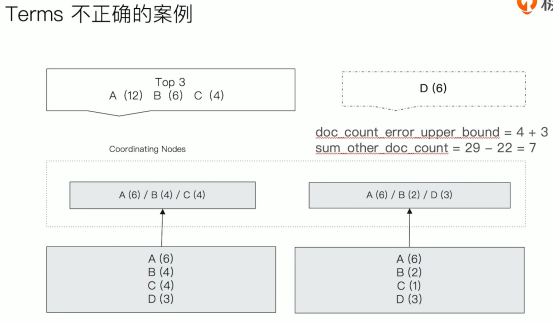 Terms 不正确的案例
Top 3
A (12) B (6) C (4)
D (6)
doc_count_error_upper_bound = 4 + 3
sum_other_doc_count = 29 – 22 = 7
Coordinating Nodes
A (6) / B (4) / C (4)
A (6) / B (2) / D (3)
A (6)
B (4)
C (4)
D (3)
A (6)
B (2)
C (1)
D (3)